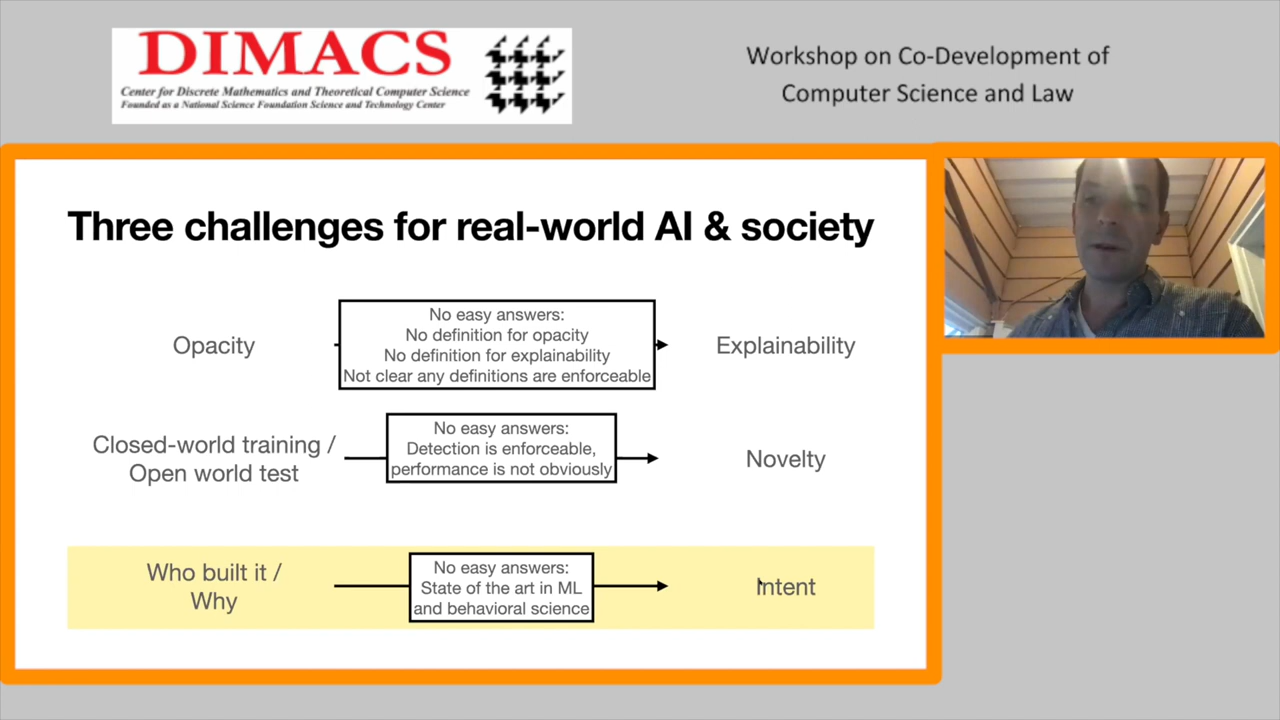 DIMACS
Center for Discrete Mathematics and Theoretical Computer Science
Founded as a National Science Foundation Science and Technology Center
Workshop on Co-Development of
Computer Science and Law
Three challenges for real-world AI & society
Opacity
No easy answers:
No definition for opacity
No definition for explainability
Not clear any definitions are enforceable
Explainability
Closed-world training /
Open world test
No easy answers:
Detection is enforceable,
performance is not obviously
Novelty
Who built it /
Why
No easy answers:
State of the art in ML
and behavioral science
Intent